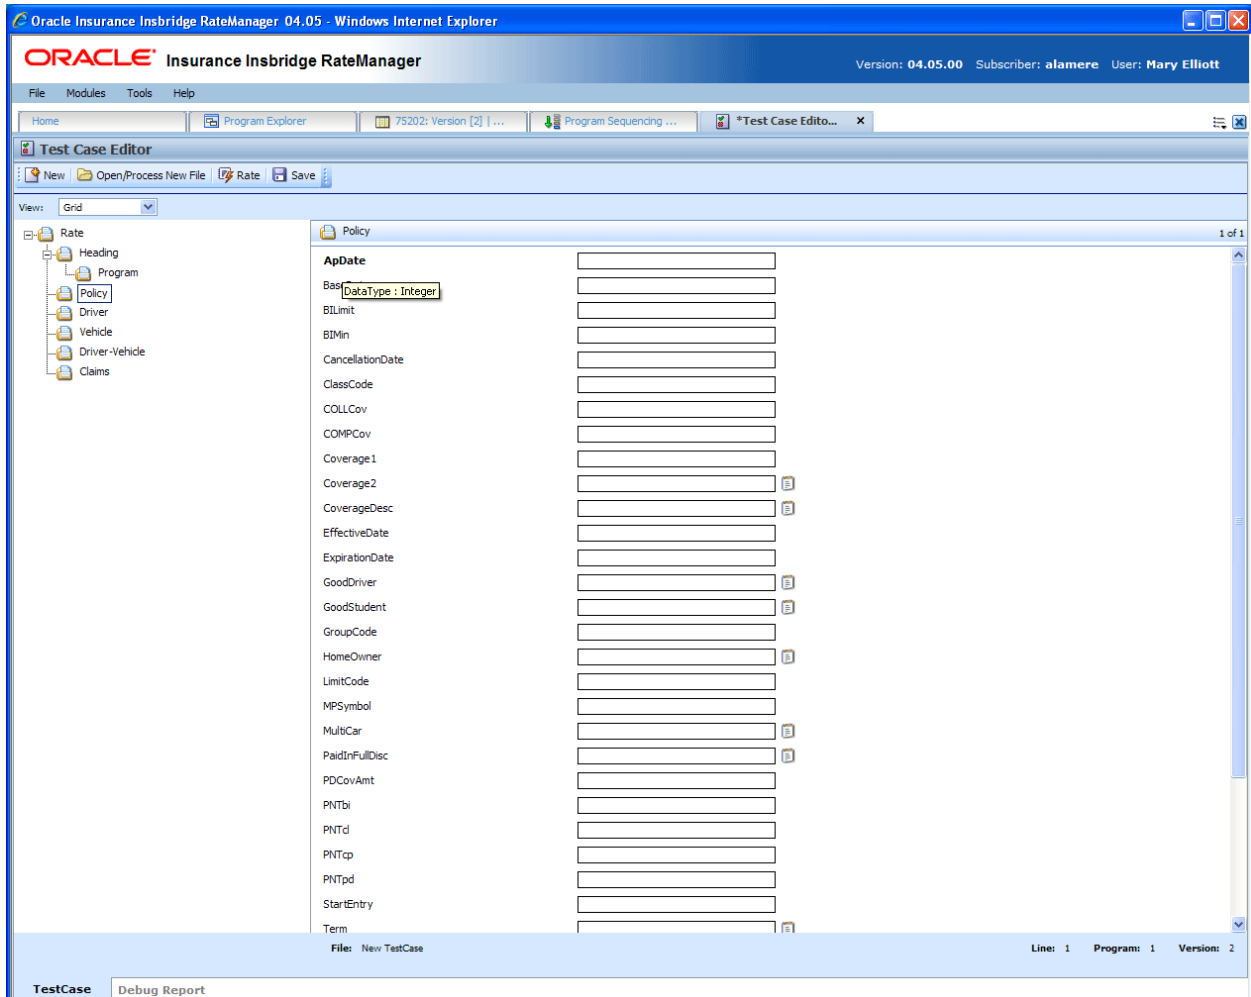 Oracle Insurance Insbridge RateManager 04.05 - Windows Internet Explorer
ORACLE Insurance Insbridge RateManager
Version: 04.05.00 Subscriber: alamere User: Mary Elliott
File Modules Tools Help
Home Program Explorer 75202: Version [2] | ... Program Sequencing ... *Test Case Edito... x
Test Case Editor
New Open/Process New File Rate Save
View: Grid
Rate
Heading
Program
Policy
Driver
Vehicle
Driver-Vehicle
Claims
Policy 1 of 1
ApDate
DataType : Integer
BILimit
BIMin
CancellationDate
ClassCode
COLLCov
COMPCov
Coverage1
Coverage2
CoverageDesc
EffectiveDate
ExpirationDate
GoodDriver
GoodStudent
GroupCode
HomeOwner
LimitCode
MPSymbol
MultiCar
PaidInFullDisc
PDCovAmt
PNTbi
PNTcl
PNTcp
PNTpd
StartEntry
Term
File: New TestCase Line: 1 Program: 1 Version: 2
TestCase Debug Report